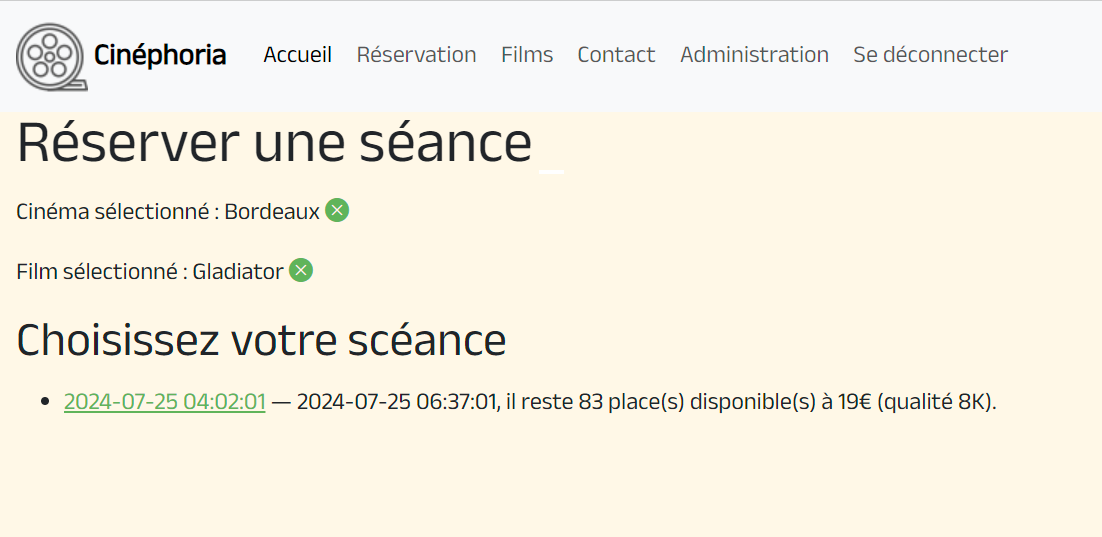 Cinéphoria Accueil Réservation Films Contact Administration Se déconnecter
Réserver une séance
Cinéma sélectionné : Bordeaux
Film sélectionné : Gladiator
Choisissez votre scéance
• 2024-07-25 04:02:01 — 2024-07-25 06:37:01, il reste 83 place(s) disponible(s) à 19€ (qualité 8K).